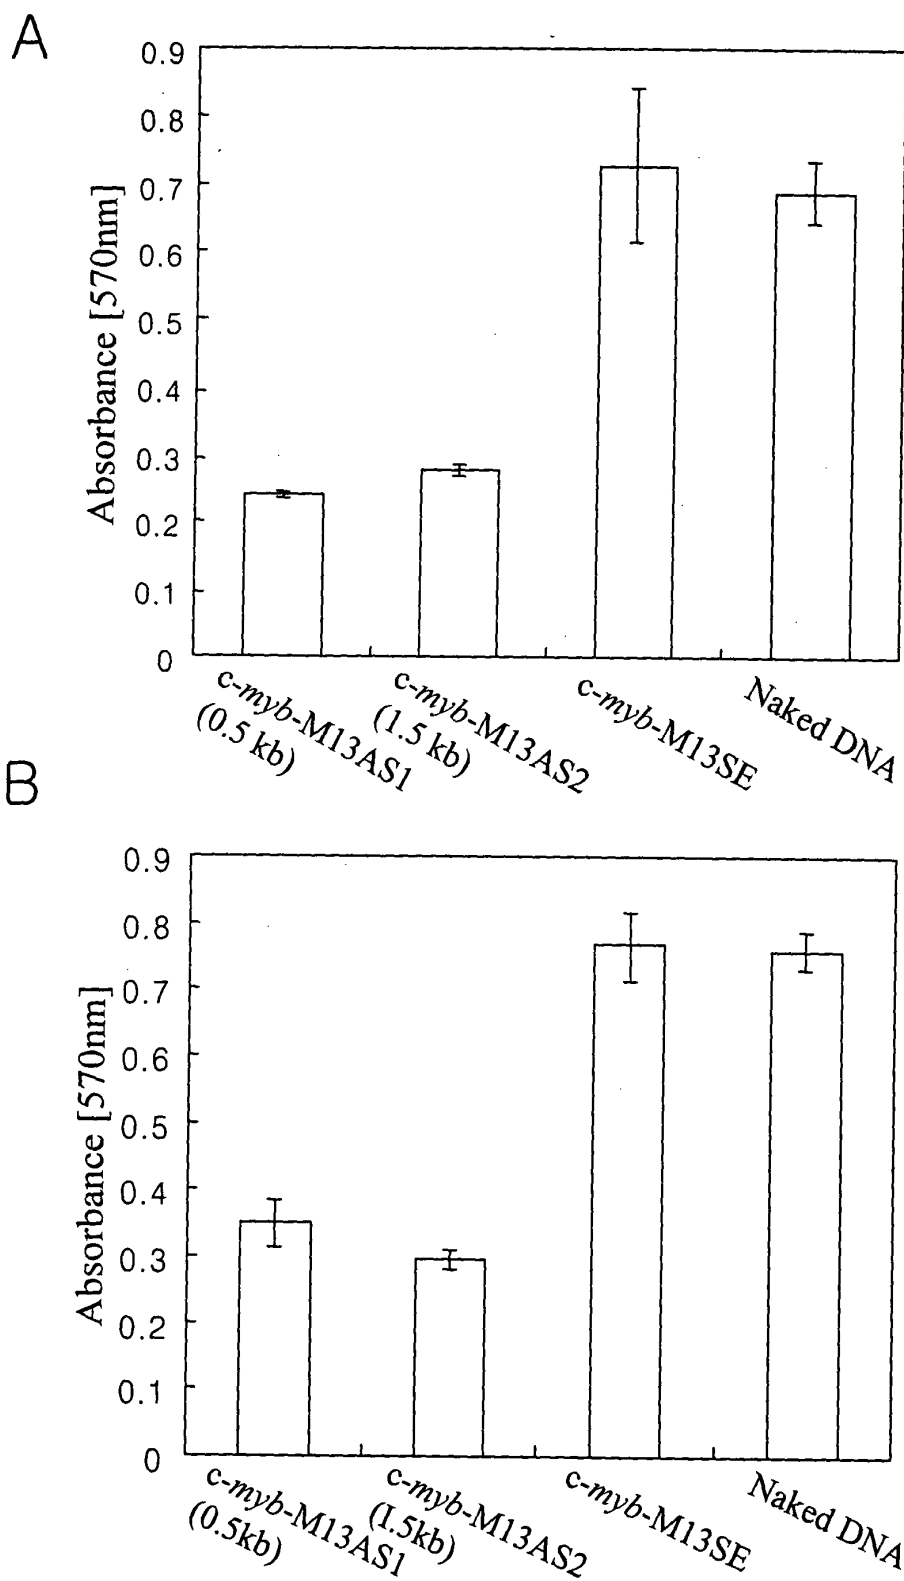 A
0.9
0.8
0.7
0.6
0.5
0.4
0.3
0.2
0.1
0
Absorbance [570nm]
c-myb-M13AS1
(0.5 kb)
c-myb-M13AS2
(1.5 kb)
c-myb-M13SE
Naked DNA
B
0.9
0.8
0.7
0.6
0.5
0.4
0.3
0.2
0.1
0
Absorbance [570nm]
c-myb-M13AS1
(0.5kb)
c-myb-M13AS2
(1.5kb)
c-myb-M13SE
Naked DNA